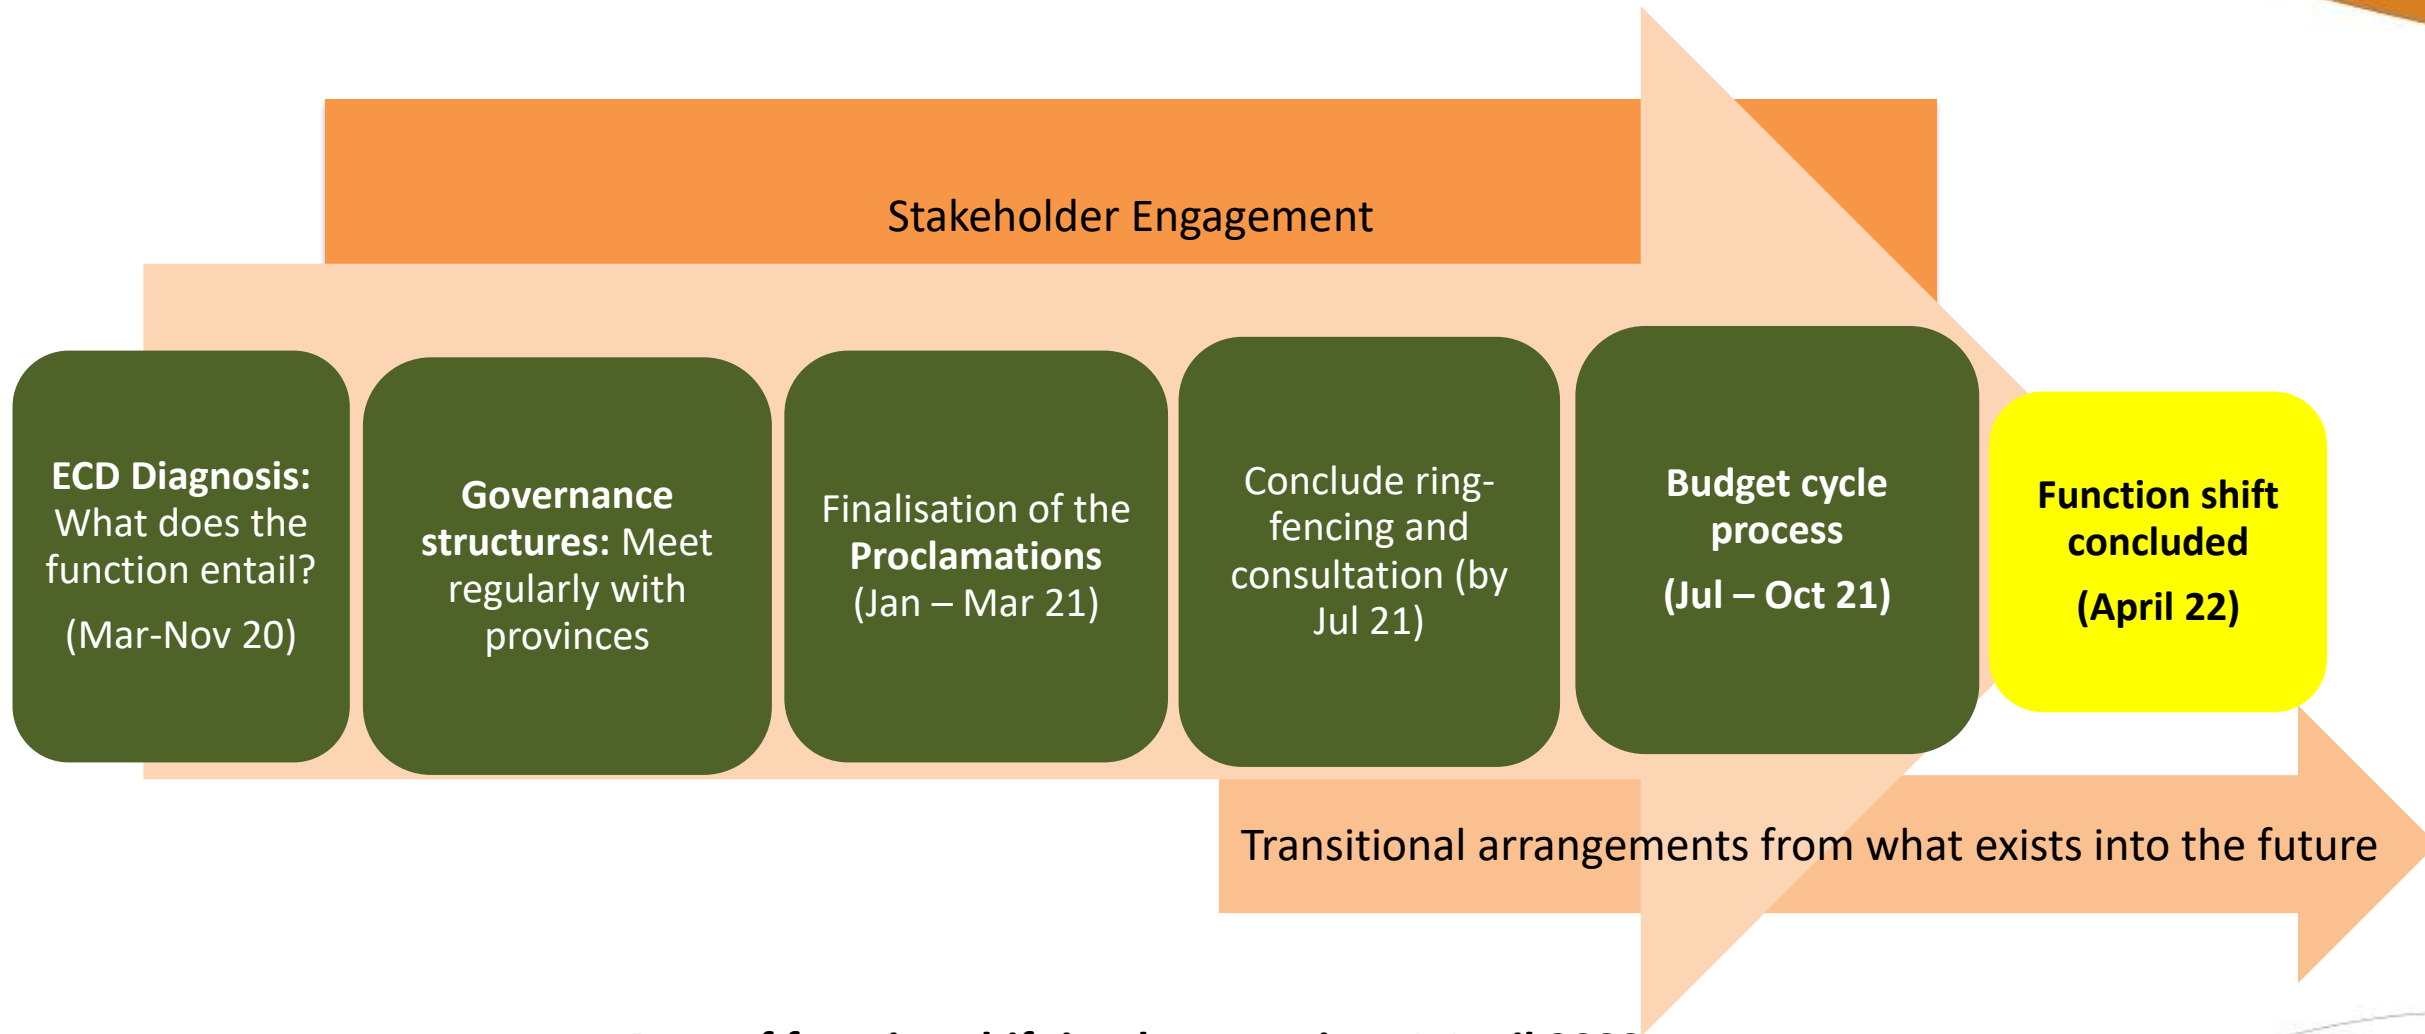 Stakeholder Engagement
ECD Diagnosis:
What does the
function entail?
(Mar-Nov 20)
Governance
structures: Meet
regularly with
provinces
Finalisation of the
Proclamations
(Jan – Mar 21)
Conclude ring-
fencing and
consultation (by
Jul 21)
Budget cycle
process
(Jul – Oct 21)
Function shift
concluded
(April 22)
Transitional arrangements from what exists into the future